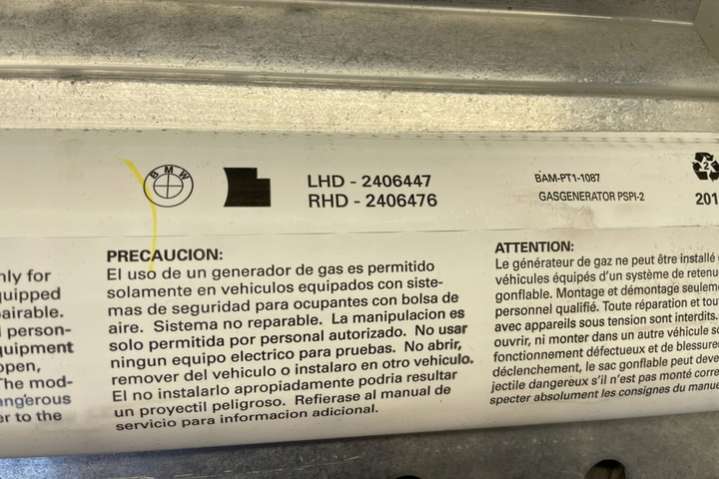 BMW
LHD - 2406447
RHD - 2406476
BAM-PT1-1087
GASGENERATOR PSPI-2
2
201
nly for
quipped
pairable.
person-
uipment
open,
The mod-
angerous
er to the
PRECAUCION:
El uso de un generador de gas es permitido
solamente en vehiculos equipados con siste-
mas de seguridad para ocupantes con bolsa de
aire. Sistema no reparable. La manipulacion es
solo permitida por personal autorizado. No usar
ningun equipo electrico para pruebas. No abrir,
remover del vehiculo o instalaro en otro vehiculo.
El no instalarlo apropiadamente podria resultar
un proyectil peligroso. Refierase al manual de
servicio para informacion adicional.
ATTENTION:
Le générateur de gaz ne peut être installé
véhicules équipés d'un système de retenu
gonflable. Montage et démontage seuleme
personnel qualifié. Toute réparation et tou
avec appareils sous tension sont interdits.
ouvrir, ni monter dans un autre véhicule s
fonctionnement défectueux et de blessure
déclenchement, le sac gonflable peut deve
jectile dangereux s'il n'est pas monté corre
specter absolument les consignes du manue